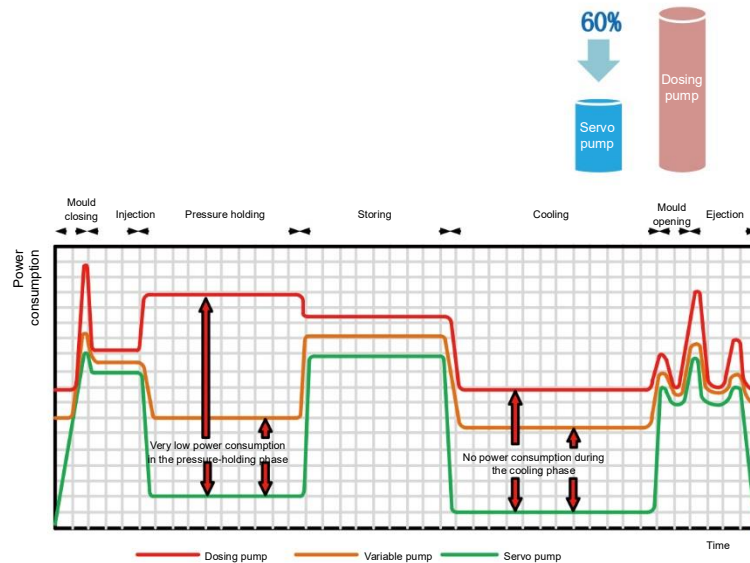 60%
Dosing
pump
Servo
pump
Mould
closing
Injection
Pressure holding
Storing
Cooling
Mould
opening
Ejection
Power
consumption
Very low power consumption
in the pressure-holding phase
No power consumption during
the cooling phase
Time
Dosing pump
Variable pump
Servo pump